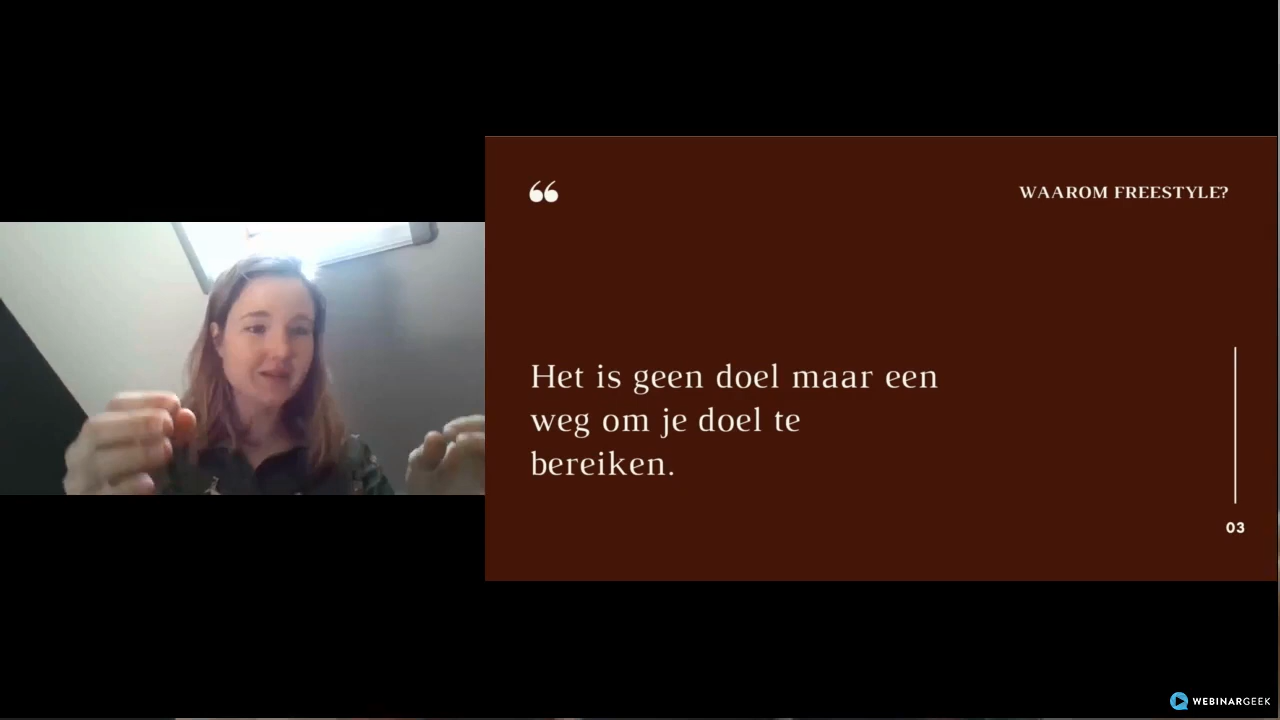 WAAROM FREESTYLE?
Het is geen doel maar een
weg om je doel te
bereiken.
03
WEBINARGEEK